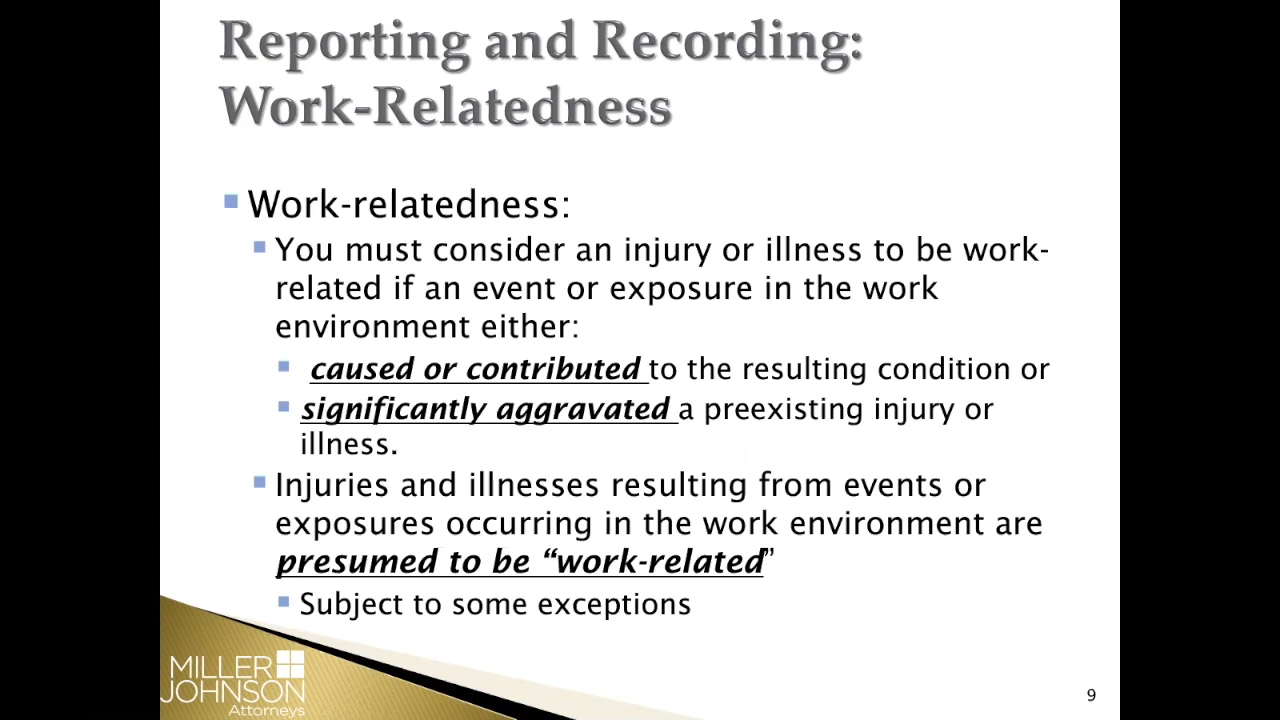 Reporting and Recording:
Work-Relatedness
Work-relatedness:
You must consider an injury or illness to be work-
related if an event or exposure in the work
environment either:
caused or contributed to the resulting condition or
significantly aggravated a preexisting injury or
illness.
Injuries and illnesses resulting from events or
exposures occurring in the work environment are
presumed to be “work-related”
Subject to some exceptions
MILLER
JOHNSON
Attorneys
9